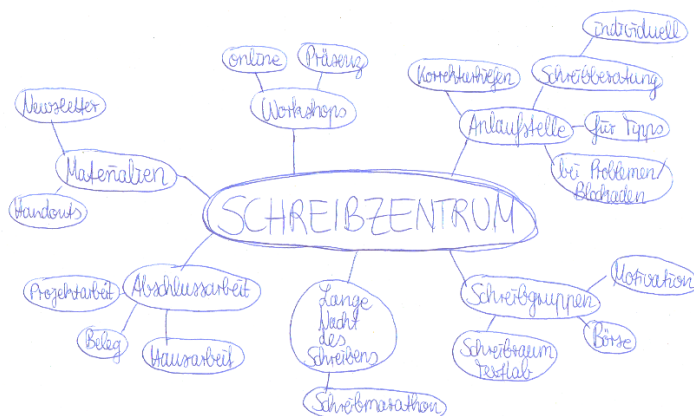 individuell
online
Präsenz
Korrekturlesen
Schreibberatung
Newsletter
Workshops
Anlaufstelle
für Tipps
Materialien
bei Problemen/
Blockaden
Handouts
SCHREIBZENTRUM
Projektarbeit
Abschlussarbeit
Lange
Nacht
des
Schreibens
Schreibgruppen
Motivation
Beleg
Hausarbeit
Schreibraum
Textlab
Börse
Schreibmarathon